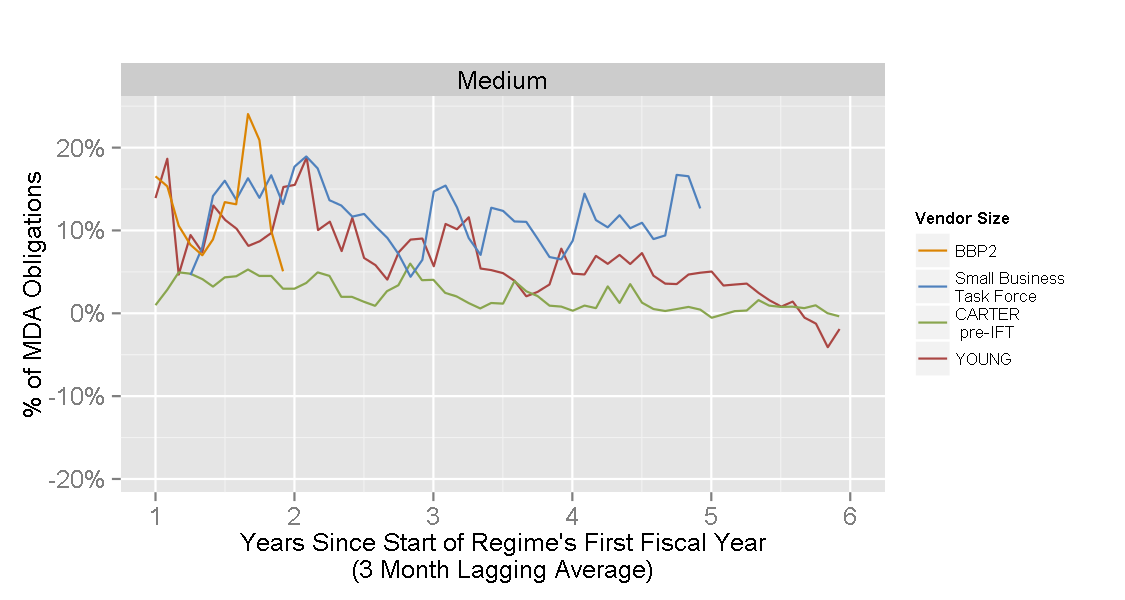 Medium
20%
10%
0%
-10%
-20%
% of MDA Obligations
1 2 3 4 5 6
Years Since Start of Regime's First Fiscal Year
(3 Month Lagging Average)
Vendor Size
BBP2
Small Business
Task Force
CARTER
pre-IFT
YOUNG